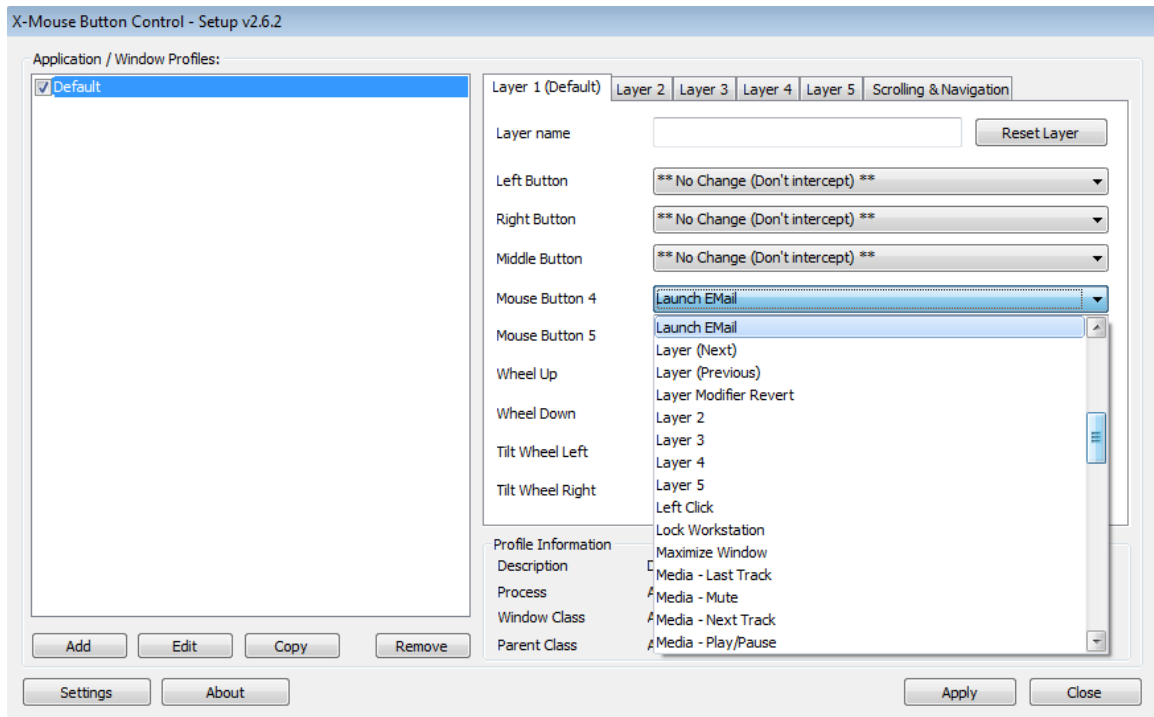 X-Mouse Button Control - Setup v2.6.2
Application / Window Profiles:
Default
Layer 1 (Default) Layer 2 Layer 3 Layer 4 Layer 5 Scrolling & Navigation
Layer name Reset Layer
Left Button ** No Change (Don't intercept) **
Right Button ** No Change (Don't intercept) **
Middle Button ** No Change (Don't intercept) **
Mouse Button 4 Launch EMail
Mouse Button 5
Wheel Up
Wheel Down
Tilt Wheel Left
Tilt Wheel Right
Launch EMail
Layer (Next)
Layer (Previous)
Layer Modifier Revert
Layer 2
Layer 3
Layer 4
Layer 5
Left Click
Lock Workstation
Maximize Window
Media - Last Track
Media - Mute
Media - Next Track
Media - Play/Pause
Profile Information
Description
Process
Window Class
Parent Class
Add Edit Copy Remove
Settings About Apply Close